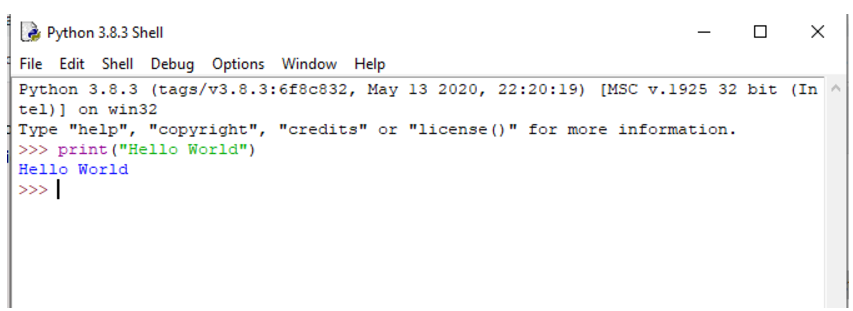 Python 3.8.3 Shell
File Edit Shell Debug Options Window Help
Python 3.8.3 (tags/v3.8.3:6f8c832, May 13 2020, 22:20:19) [MSC v.1925 32 bit (In
tel)] on win32
Type "help", "copyright", "credits" or "license()" for more information.
>>> print("Hello World")
Hello World
>>>